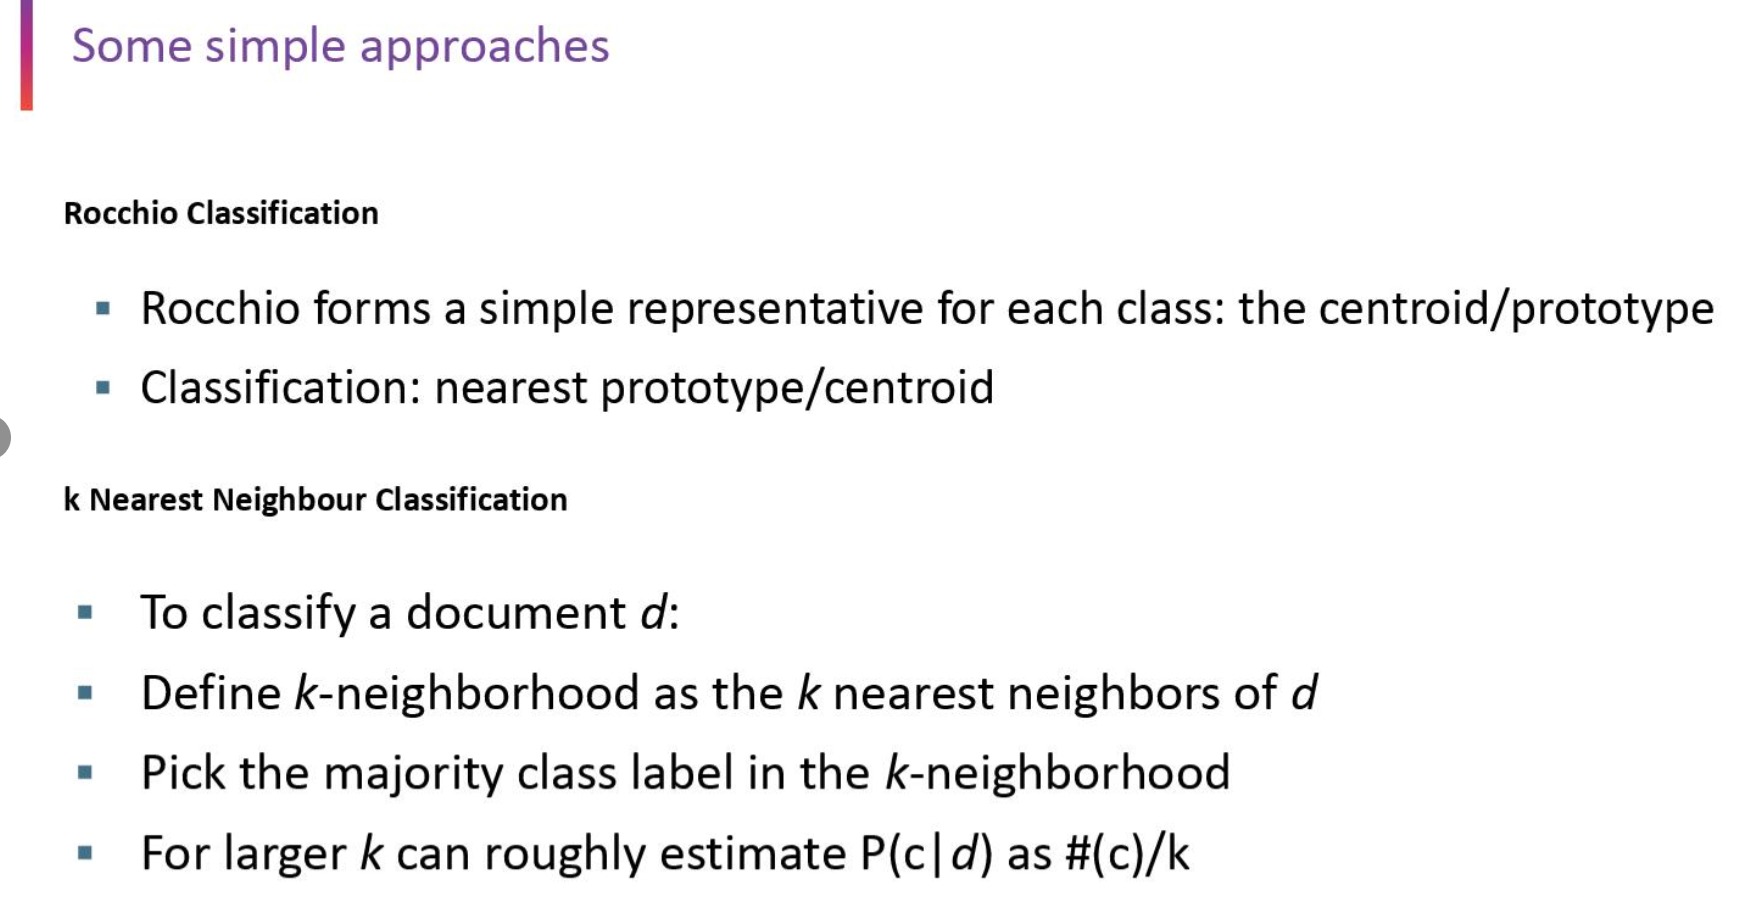 Some simple approaches
Rocchio Classification
▪ Rocchio forms a simple representative for each class: the centroid/prototype
▪ Classification: nearest prototype/centroid
k Nearest Neighbour Classification
▪ To classify a document d:
▪ Define k-neighborhood as the k nearest neighbors of d
▪ Pick the majority class label in the k-neighborhood
▪ For larger k can roughly estimate P(c|d) as #(c)/k